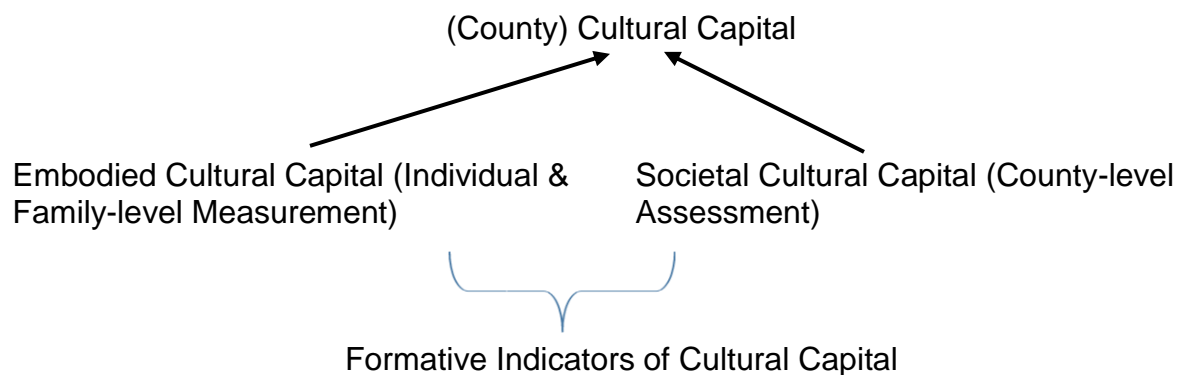 (County) Cultural Capital
Embodied Cultural Capital (Individual &
Family-level Measurement)
Societal Cultural Capital (County-level
Assessment)
Formative Indicators of Cultural Capital